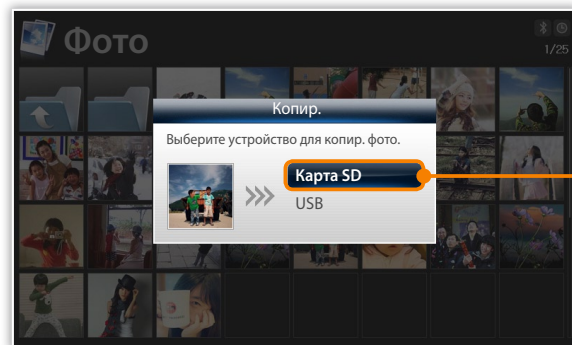 Фото
1/25
Копир.
Выберите устройство для копир. фото.
Карта SD
USB